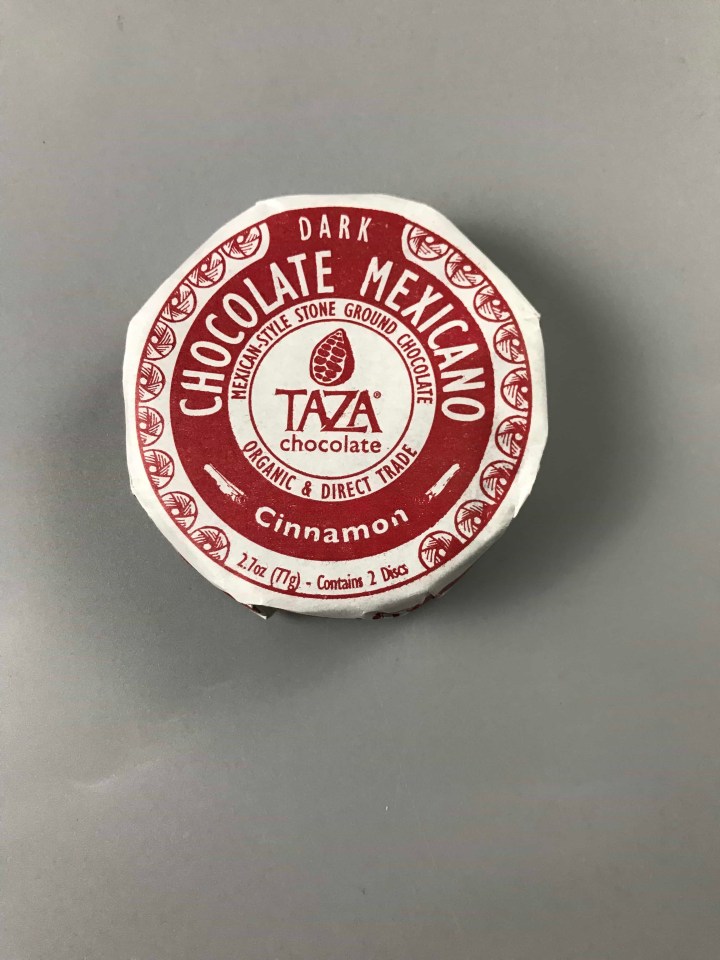 DARK
CHOCOLATE MEXICANO
MEXICAN-STYLE STONE GROUND CHOCOLATE
TAZA®
chocolate
ORGANIC & DIRECT TRADE
Cinnamon
2.7oz (77g) - Contains 2 Discs